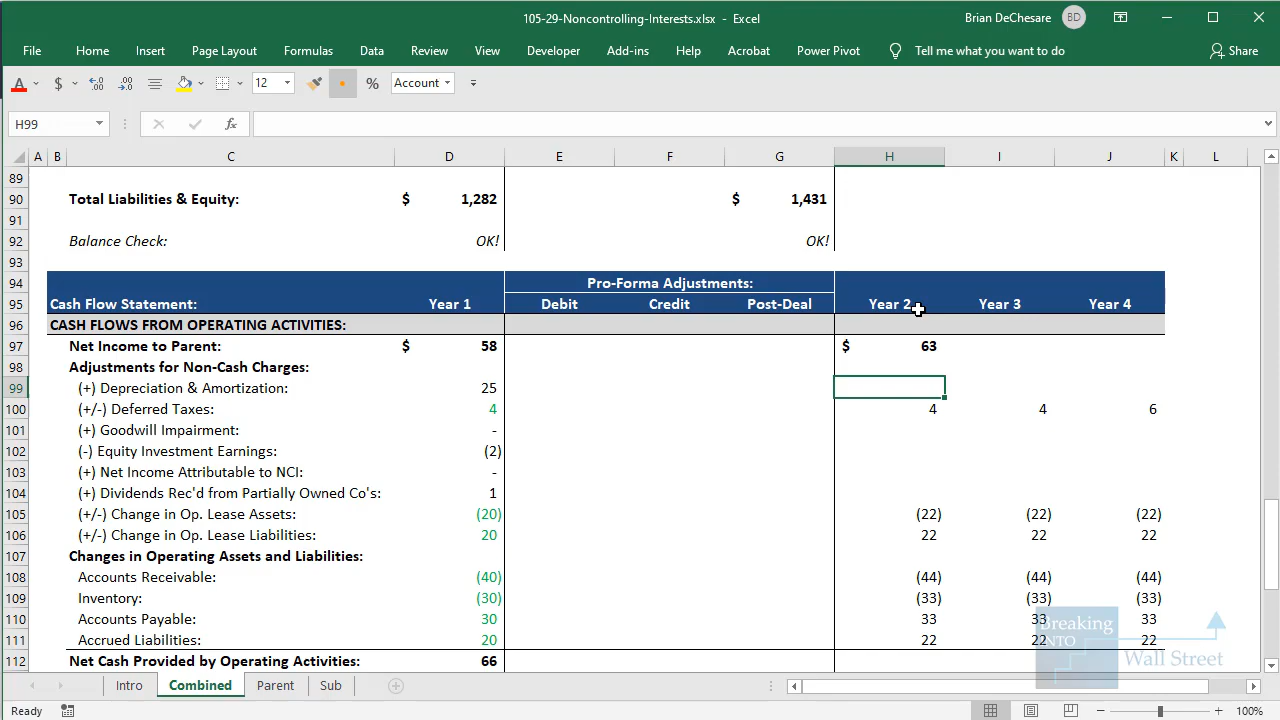 105-29-Noncontrolling-Interests.xlsx - Excel
Brian DeChesare BD
File Home Insert Page Layout Formulas Data Review View Developer Add-ins Help Acrobat Power Pivot Tell me what you want to do Share
A $ .00 12 % Account
H99 fx
A B C D E F G H I J K L
89
90 Total Liabilities & Equity: $ 1,282 $ 1,431
91
92 Balance Check: OK! OK!
93
94 Pro-Forma Adjustments:
95 Cash Flow Statement: Year 1 Debit Credit Post-Deal Year 2 Year 3 Year 4
96 CASH FLOWS FROM OPERATING ACTIVITIES:
97 Net Income to Parent: $ 58 $ 63
98 Adjustments for Non-Cash Charges:
99 (+) Depreciation & Amortization: 25
100 (+/-) Deferred Taxes: 4 4 4 6
101 (+) Goodwill Impairment: -
102 (-) Equity Investment Earnings: (2)
103 (+) Net Income Attributable to NCI: -
104 (+) Dividends Rec'd from Partially Owned Co's: 1
105 (+/-) Change in Op. Lease Assets: (20) (22) (22) (22)
106 (+/-) Change in Op. Lease Liabilities: 20 22 22 22
107 Changes in Operating Assets and Liabilities:
108 Accounts Receivable: (40) (44) (44) (44)
109 Inventory: (30) (33) (33) (33)
110 Accounts Payable: 30 33 33 33
111 Accrued Liabilities: 20 22 22 22
112 Net Cash Provided by Operating Activities: 66
Breaking
INTO
Wall Street
Intro Combined Parent Sub
Ready 100%